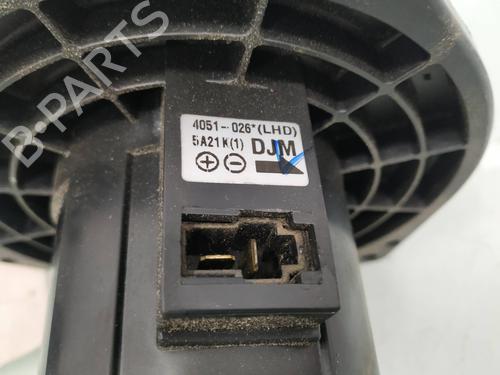 4051-026*(LHD)
5A21K(1) DJM
B-PARTS